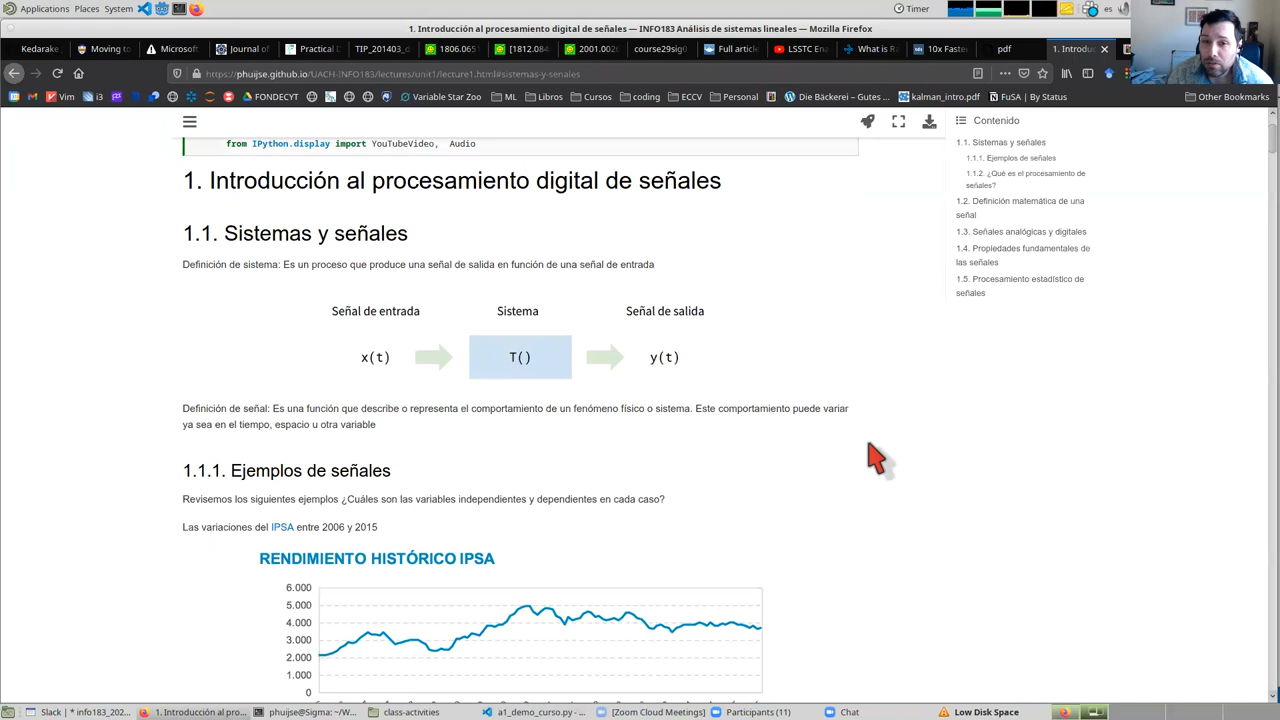 Applications Places System
Timer
es
1. Introducción al procesamiento digital de señales — INFO183 Análisis de sistemas lineales — Mozilla Firefox
Kedarake
Moving to
Microsoft
Journal of
Practical
1806.065
[1812.084
2001.002
course29@
Full article
LSSTC En
What is Ra
10x Faster
pdf
1. Introduc
https://phuijse.github.io/UACH-INFO183/lectures/unit1/lecture1.html#sistemas-y-senales
Vim
FONDECYT
Variable Star Zoo
ML
Libros
Cursos
coding
ECCV
Personal
Die Bäckerei – Gutes ...
kalman_intro.pdf
FuSA | By Status
Other Bookmarks
from IPython.display import YouTubeVideo, Audio
1. Introducción al procesamiento digital de señales
1.1. Sistemas y señales
Definición de sistema: Es un proceso que produce una señal de salida en función de una señal de entrada
Señal de entrada Sistema Señal de salida
x(t) T() y(t)
Definición de señal: Es una función que describe o representa el comportamiento de un fenómeno físico o sistema. Este comportamiento puede variar
ya sea en el tiempo, espacio u otra variable
1.1.1. Ejemplos de señales
Revisemos los siguientes ejemplos ¿Cuáles son las variables independientes y dependientes en cada caso?
Las variaciones del IPSA entre 2006 y 2015
RENDIMIENTO HISTÓRICO IPSA
6.000
5.000
4.000
3.000
2.000
1.000
0
Contenido
1.1. Sistemas y señales
1.1.1. Ejemplos de señales
1.1.2. ¿Qué es el procesamiento de
señales?
1.2. Definición matemática de una
señal
1.3. Señales analógicas y digitales
1.4. Propiedades fundamentales de
las señales
1.5. Procesamiento estadístico de
señales
Slack | * info183_202...
1. Introducción al pro...
phuijse@Sigma: ~/W...
class-activities
a1_demo_curso.py - ...
[Zoom Cloud Meetings]
Participants (11)
Chat
Low Disk Space